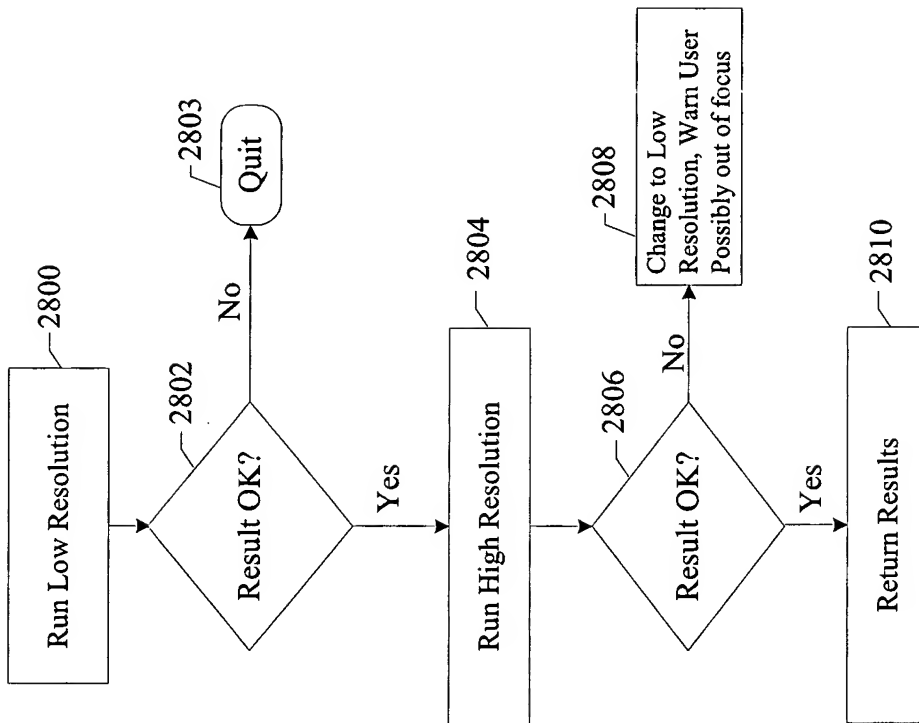 2800
Run Low Resolution
2802
Result OK?
No
2803
Quit
Yes
2804
Run High Resolution
2806
Result OK?
No
2808
Change to Low
Resolution, Warn User
Possibly out of focus
Yes
2810
Return Results